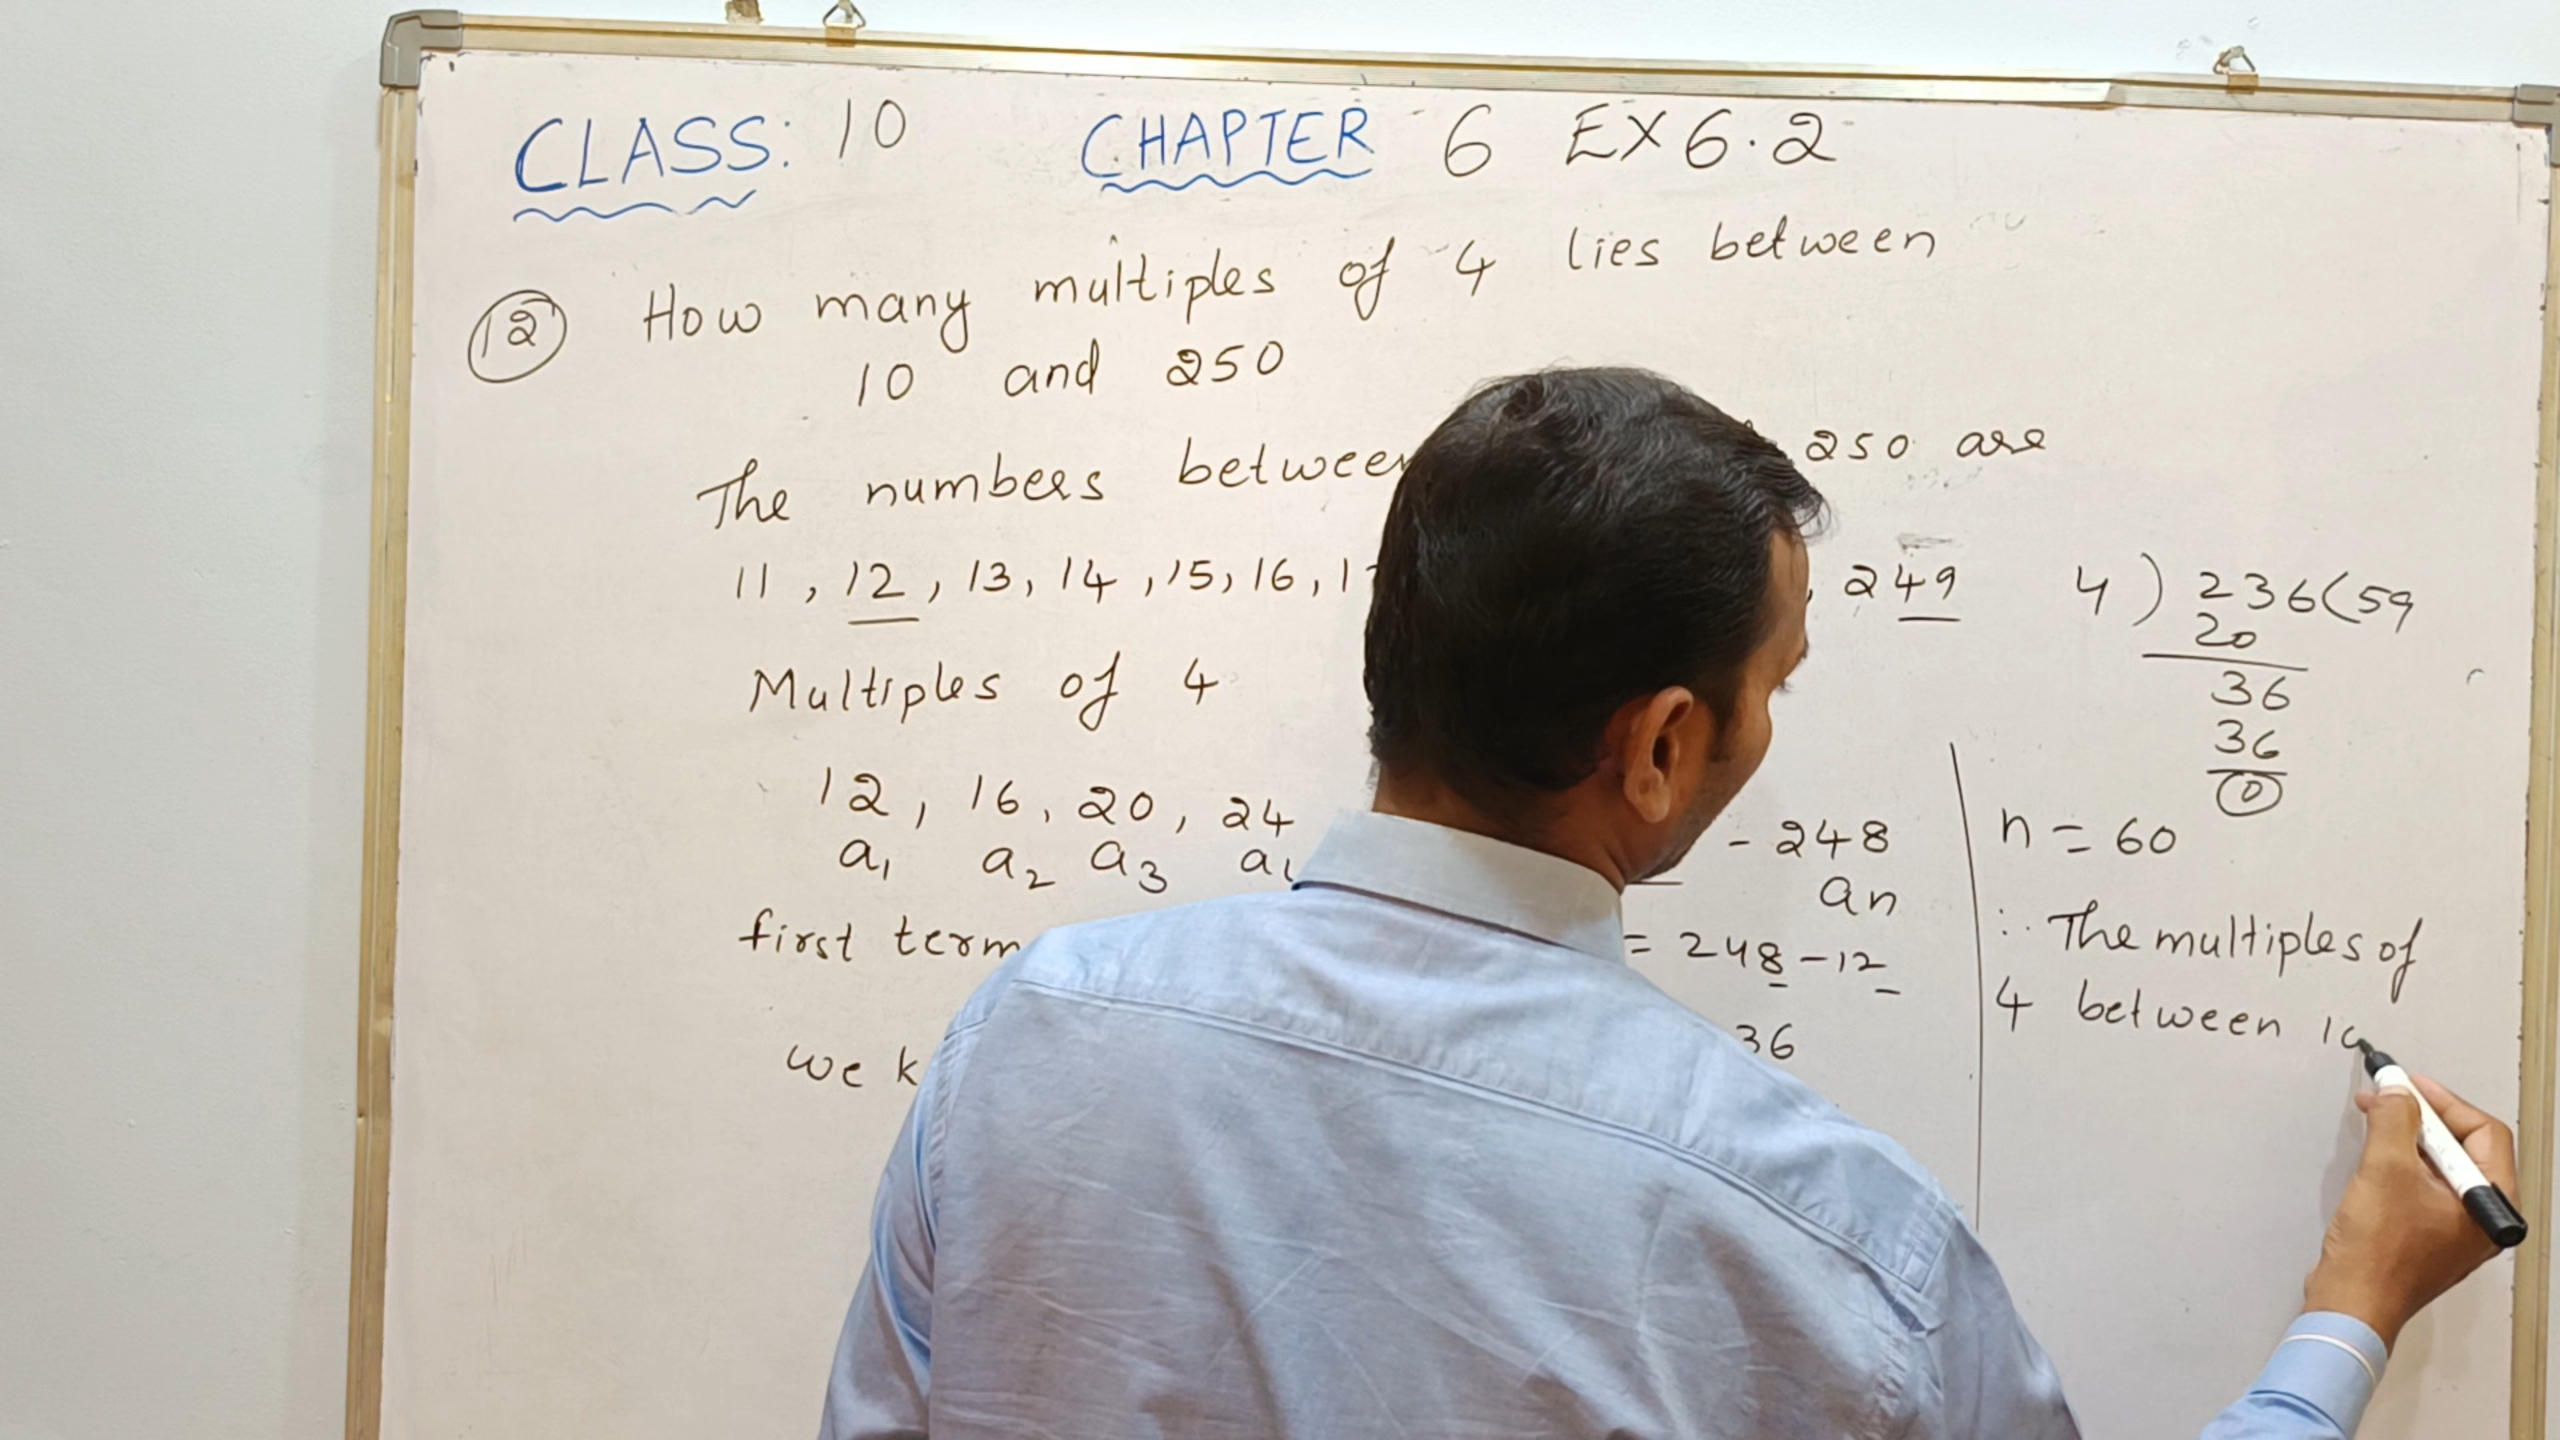 CLASS: 10 CHAPTER 6 EX 6.2
12 How many multiples of 4 lies between
10 and 250
The numbers between 250 are
11, 12, 13, 14, 15, 16, , 249
Multiples of 4
12, 16, 20, 24 - 248
a1 a2 a3 an
first term = 248 - 12
we 36
4 ) 236 ( 59
20
36
36
0
n = 60
∴ The multiples of
4 between 10